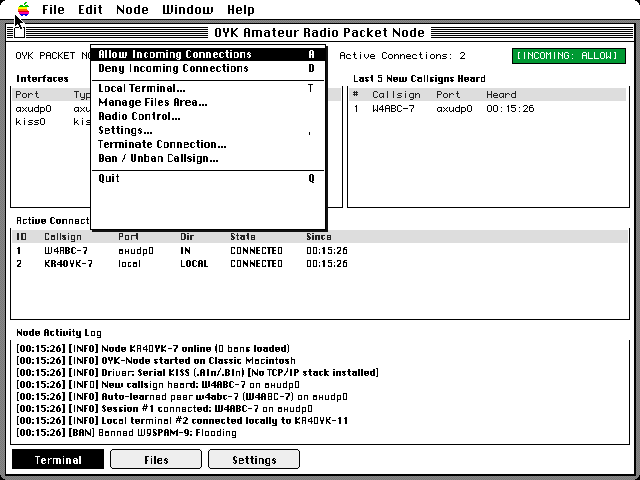 File Edit Node Window Help
OYK Amateur Radio Packet Node
OYK PACKET NO
Active Connections: 2
[INCOMING: ALLOW]
Allow Incoming Connections A
Deny Incoming Connections D
Local Terminal... T
Manage Files Area...
Radio Control...
Settings... ,
Terminate Connection...
Ban / Unban Callsign...
Quit Q
Interfaces
Port Typ
axudp0 axu
kiss0 kis
Last 5 New Callsigns Heard
# Callsign Port Heard
1 W4ABC-7 axudp0 00:15:26
Active Connect
ID Callsign Port Dir State Since
1 W4ABC-7 axudp0 IN CONNECTED 00:15:26
2 KR4OYK-7 local LOCAL CONNECTED 00:15:26
Node Activity Log
[00:15:26] [INFO] Node KR4OYK-7 online (0 bans loaded)
[00:15:26] [INFO] OYK-Node started on Classic Macintosh
[00:15:26] [INFO] Driver: Serial KISS (.AIn/.BIn) [No TCP/IP stack installed]
[00:15:26] [INFO] New callsign heard: W4ABC-7 on axudp0
[00:15:26] [INFO] Auto-learned peer w4abc-7 (W4ABC-7) on axudp0
[00:15:26] [INFO] Session #1 connected: W4ABC-7 on axudp0
[00:15:26] [INFO] Local terminal #2 connected locally to KR4OYK-11
[00:15:26] [BAN] Banned W9SPAM-9: Flooding
Terminal Files Settings